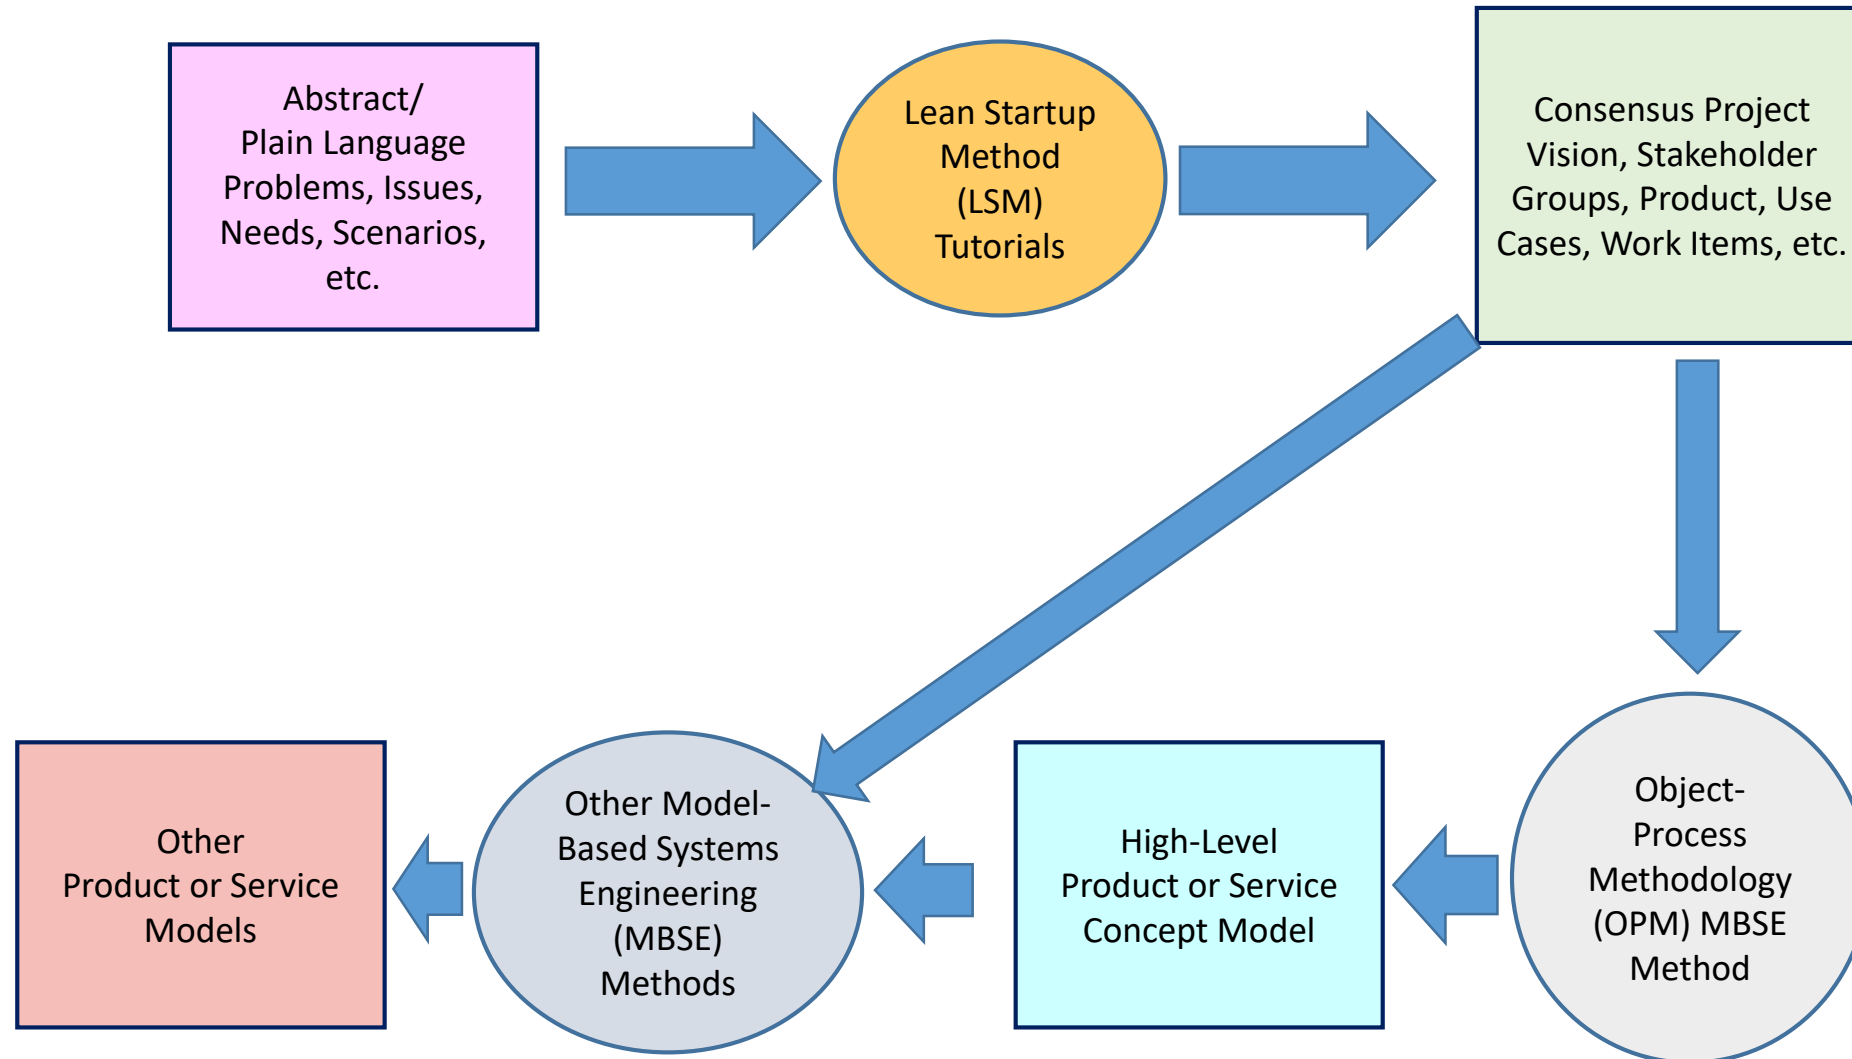 Abstract/
Plain Language
Problems, Issues,
Needs, Scenarios,
etc.
Lean Startup
Method
(LSM)
Tutorials
Consensus Project
Vision, Stakeholder
Groups, Product, Use
Cases, Work Items, etc.
Other
Product or Service
Models
Other Model-
Based Systems
Engineering
(MBSE)
Methods
High-Level
Product or Service
Concept Model
Object-
Process
Methodology
(OPM) MBSE
Method